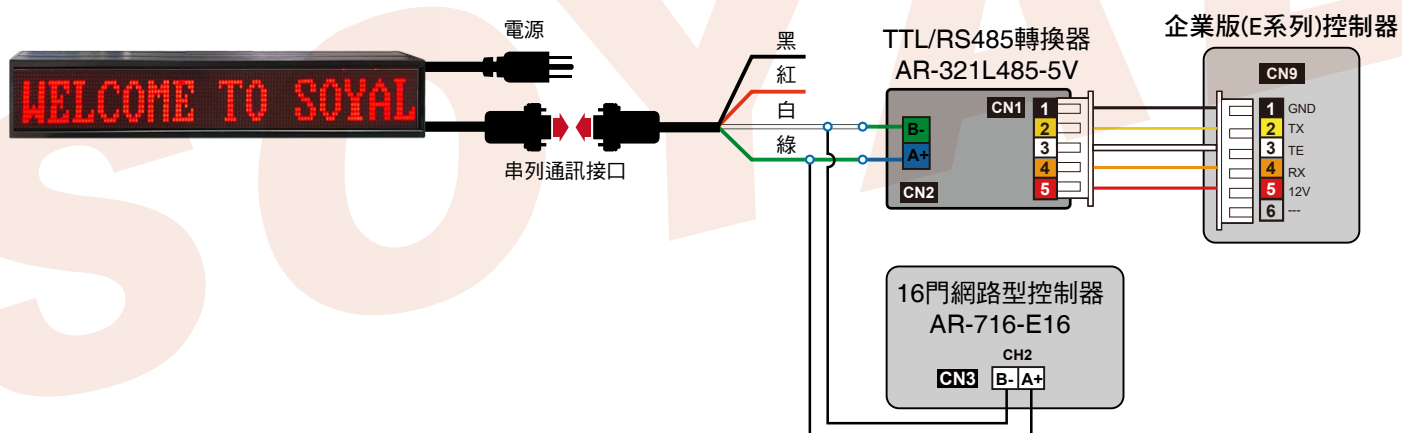 電源
WELCOME TO SOYAL
串列通訊接口
黑
紅
白
綠
TTL/RS485轉換器
AR-321L485-5V
CN1
1
2
3
4
5
B-
A+
CN2
企業版(E系列)控制器
CN9
1 GND
2 TX
3 TE
4 RX
5 12V
6 ---
16門網路型控制器
AR-716-E16
CH2
CN3 B- A+
SOYAL